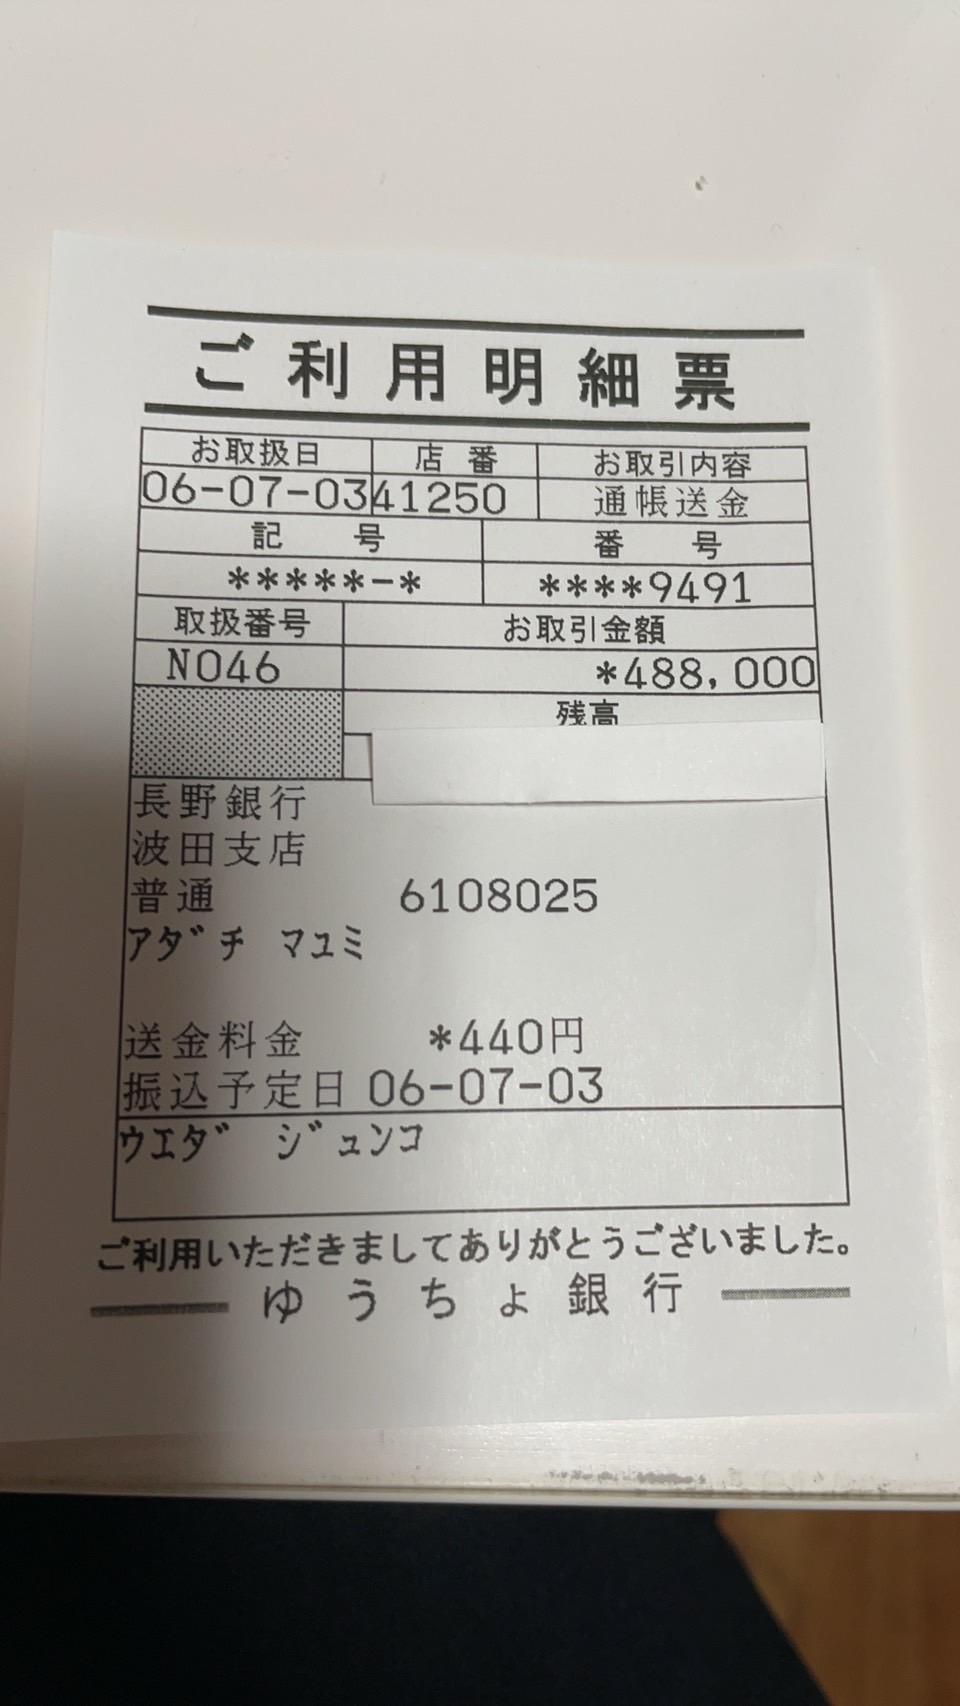 ご利用明細票
お取扱日 店番 お取引内容
06-07-03 41250 通帳送金
記号 番号
*****-* ****9491
取扱番号 お取引金額
N046 *488,000
残高
長野銀行
波田支店
普通 6108025
アダチ マユミ
送金料金 *440円
振込予定日 06-07-03
ウエダ ジュンコ
ご利用いただきましてありがとうございました。
ゆうちょ銀行